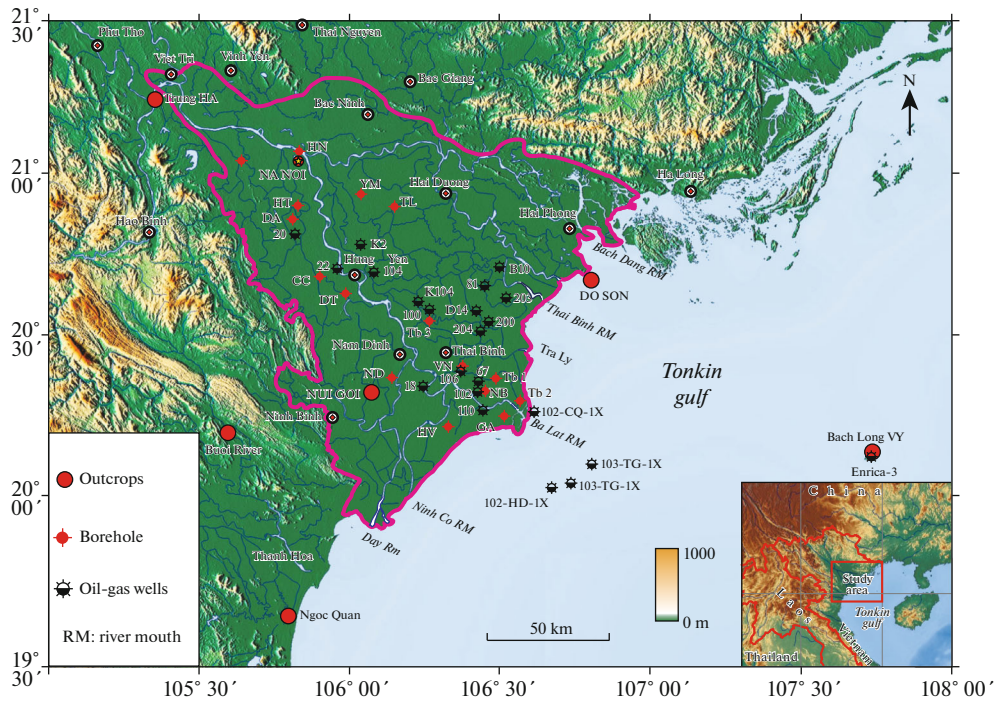 21°
30´
21°
00´
20°
30´
20°
00´
19°
30´
105° 30´
106° 00´
106° 30´
107° 00´
107° 30´
108° 00´
Phu Tho
Thai Nguyen
Viet Tri
Vinh Yen
Bac Giang
Trung HA
Bac Ninh
N
HN
NA NOI
YM
TL
Hai Duong
Ha Long
HT
DA
20
Hai Phong
Hao Binh
K2
Bach Dang RM
22
Hung
Yen
104
B10
CC
DT
81
DO SON
K104
203
100
D14
200
Thai Binh RM
Tb 3
204
Tra Ly
Nam Dinh
Thai Binh
Tonkin
gulf
VN
ND
106
67
Tb 1
18
102
NB
Tb 2
NUI GOI
110
102-CQ-1X
Ninh Binh
HV
GA
Ba Lat RM
Buoi River
Bach Long VY
Enrica-3
103-TG-1X
103-TG-1X
102-HD-1X
Ninh Co RM
Day Rm
Thanh Hoa
Ngoc Quan
Outcrops
Borehole
Oil-gas wells
RM: river mouth
1000
0 m
50 km
China
Study
area
Laos
Tonkin
gulf
Vietnam
Thailand